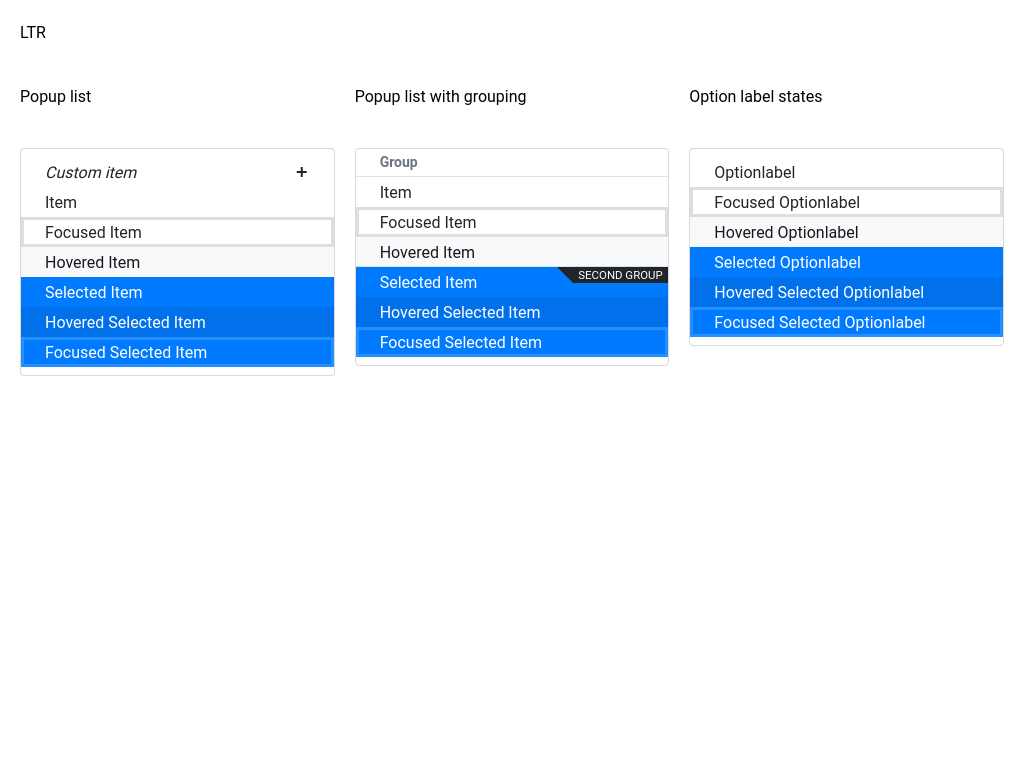 LTR
Popup list
Custom item
Item
Focused Item
Hovered Item
Selected Item
Hovered Selected Item
Focused Selected Item
Popup list with grouping
Group
Item
Focused Item
Hovered Item
Selected Item
SECOND GROUP
Hovered Selected Item
Focused Selected Item
Option label states
Optionlabel
Focused Optionlabel
Hovered Optionlabel
Selected Optionlabel
Hovered Selected Optionlabel
Focused Selected Optionlabel